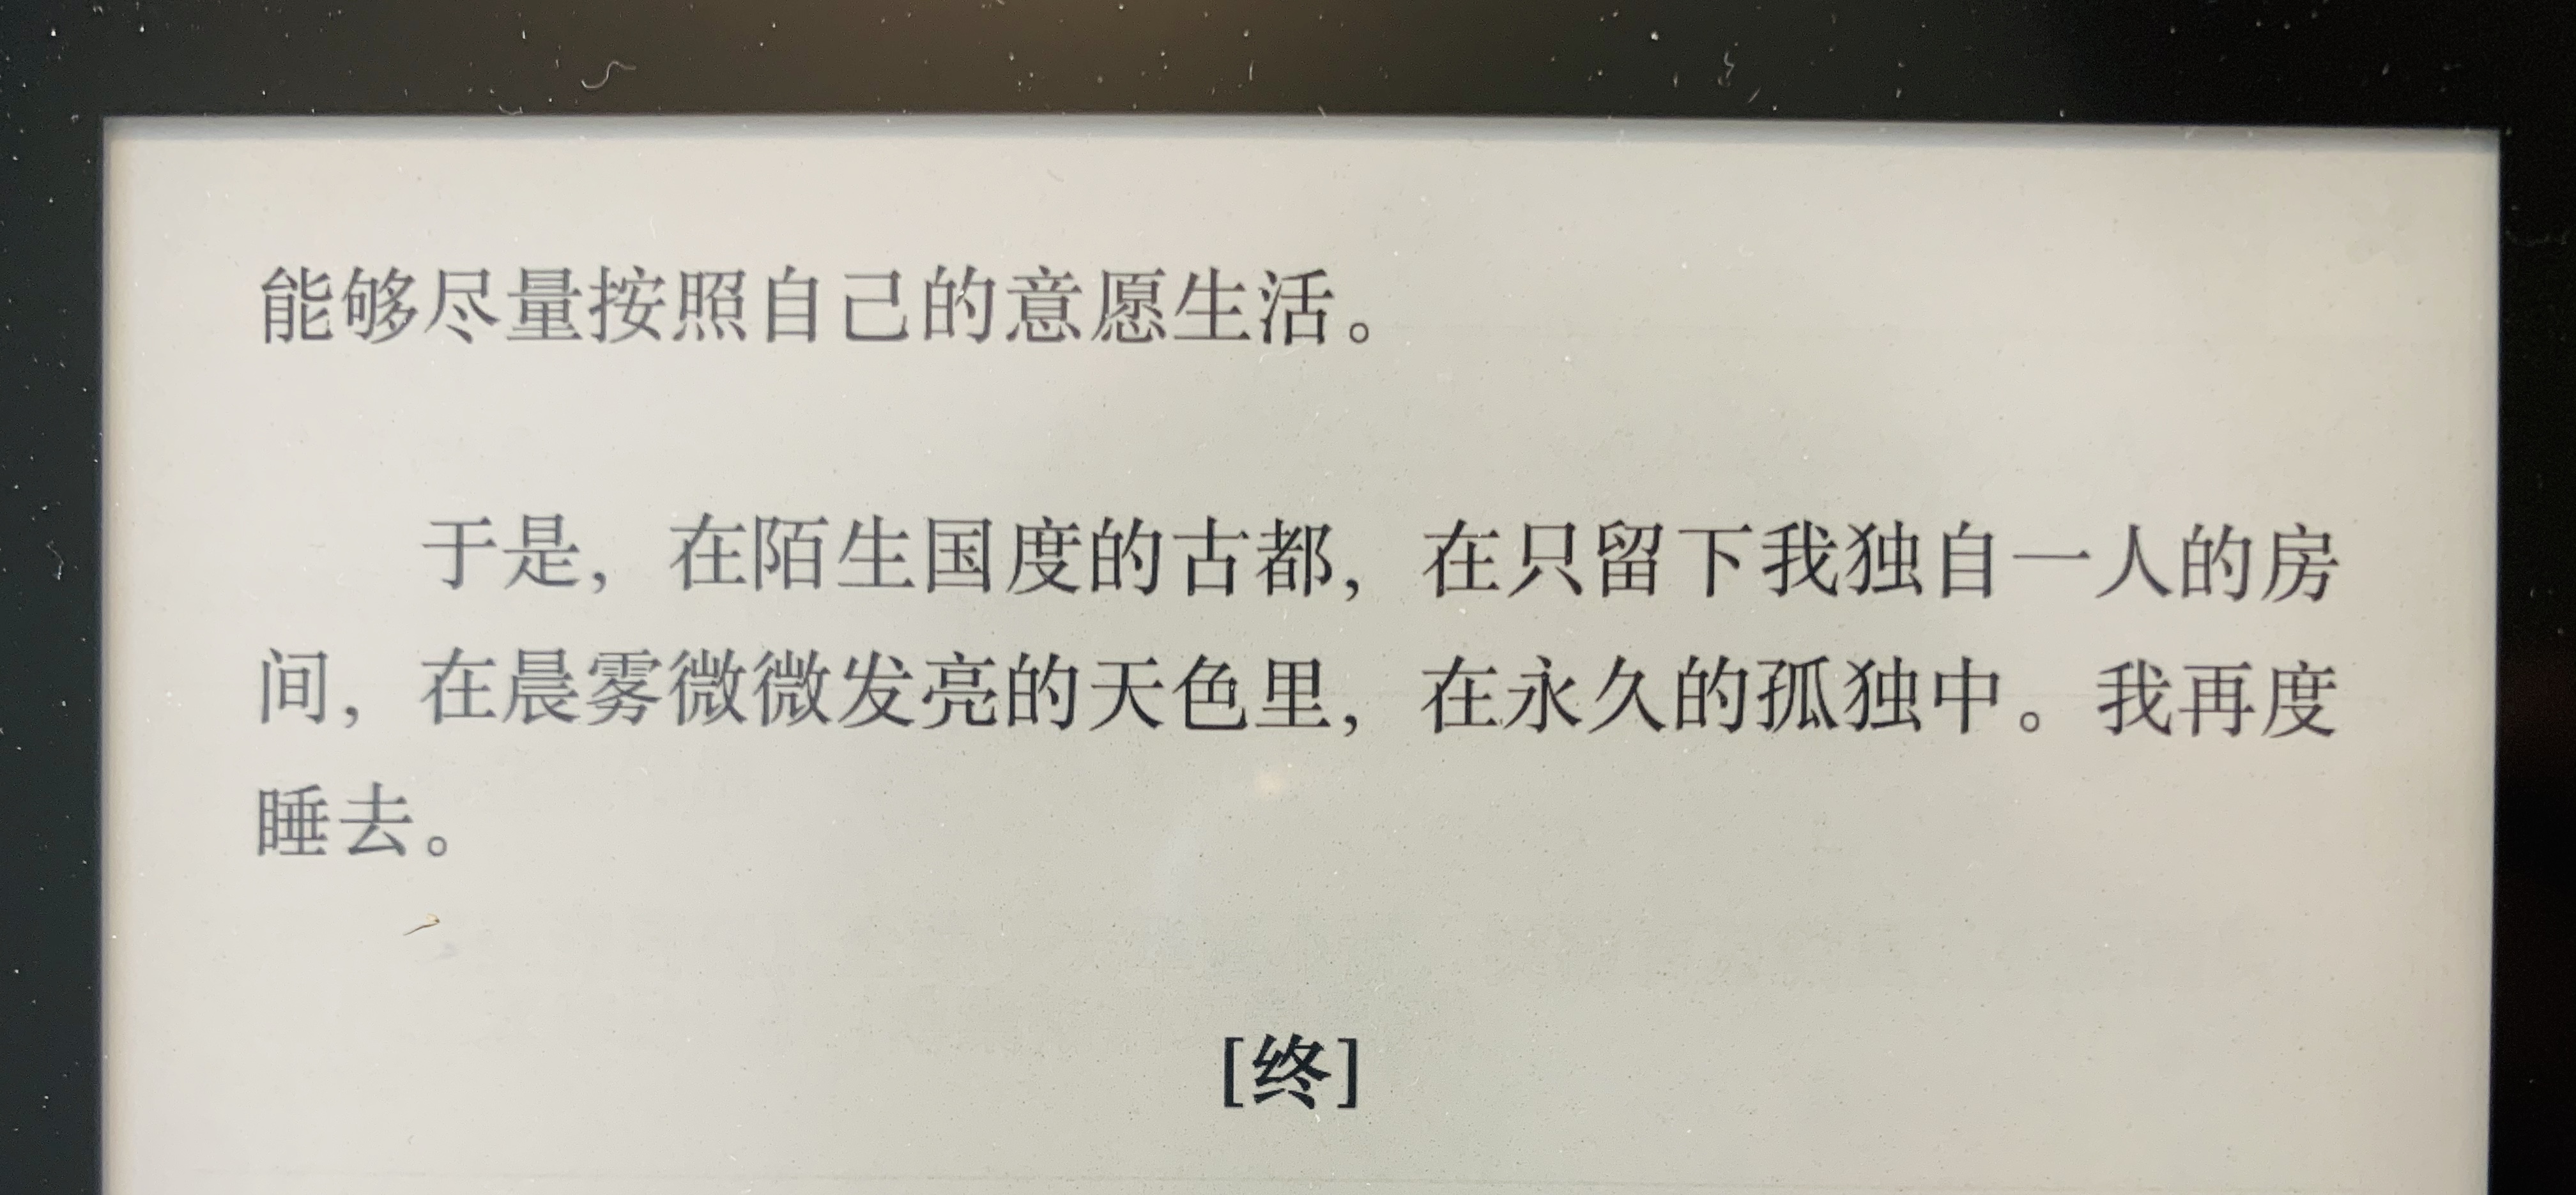 能够尽量按照自己的意愿生活。
于是，在陌生国度的古都，在只留下我独自一人的房
间，在晨雾微微发亮的天色里，在永久的孤独中。我再度
睡去。
[终]